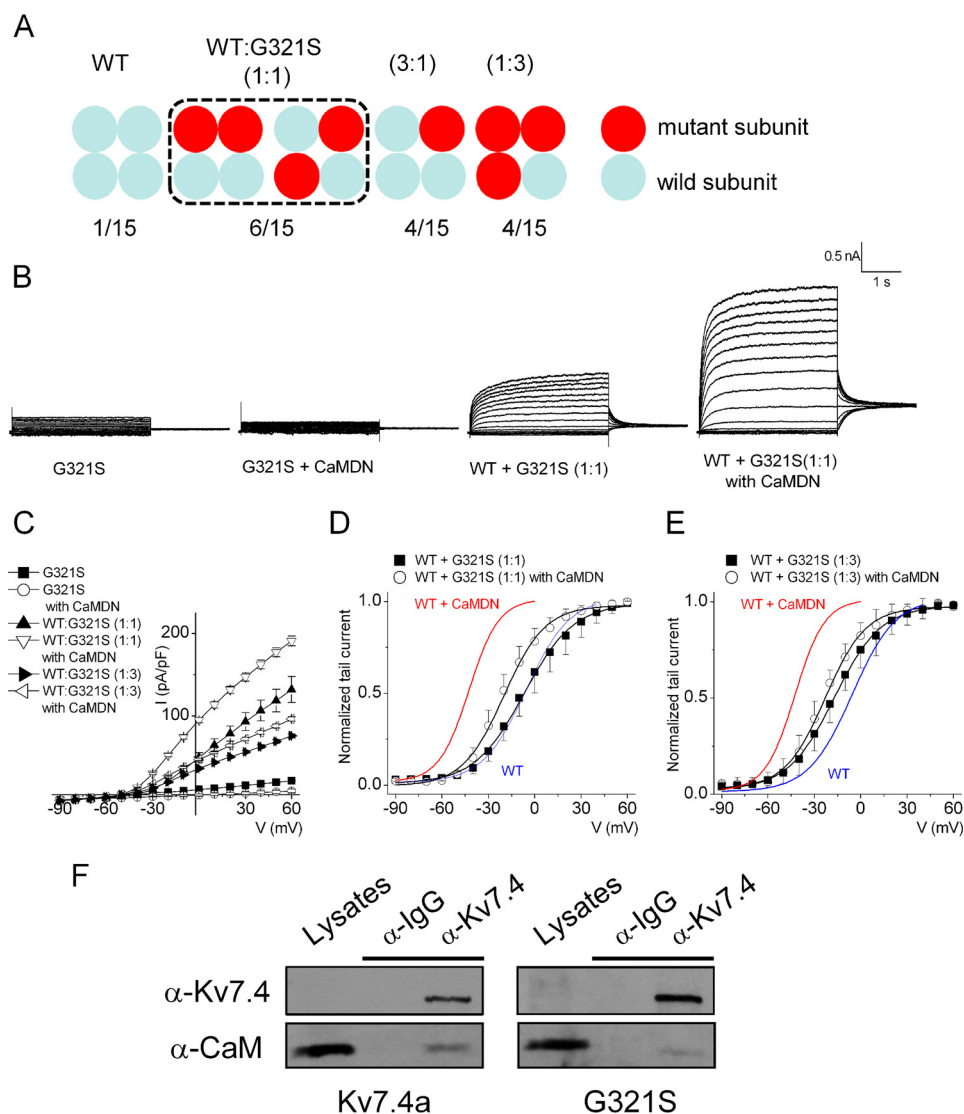 A
WT
WT:G321S
(1:1)
(3:1)
(1:3)
mutant subunit
wild subunit
1/15
6/15
4/15
4/15
B
0.5 nA
1 s
G321S
G321S + CaMDN
WT + G321S (1:1)
WT + G321S(1:1)
with CaMDN
C
G321S
G321S
with CaMDN
WT:G321S (1:1)
WT:G321S (1:1)
with CaMDN
WT:G321S (1:3)
WT:G321S (1:3)
with CaMDN
I (pA/pF)
200
100
-90 -60 -30 0 30 60
V (mV)
D
WT + G321S (1:1)
WT + G321S (1:1) with CaMDN
WT + CaMDN
WT
Normalized tail current
1.0
0.5
0.0
-90 -60 -30 0 30 60
V (mV)
E
WT + G321S (1:3)
WT + G321S (1:3) with CaMDN
WT + CaMDN
WT
Normalized tail current
1.0
0.5
0.0
-90 -60 -30 0 30 60
V (mV)
F
Lysates
α-IgG
α-Kv7.4
Lysates
α-IgG
α-Kv7.4
α-Kv7.4
α-CaM
Kv7.4a
G321S